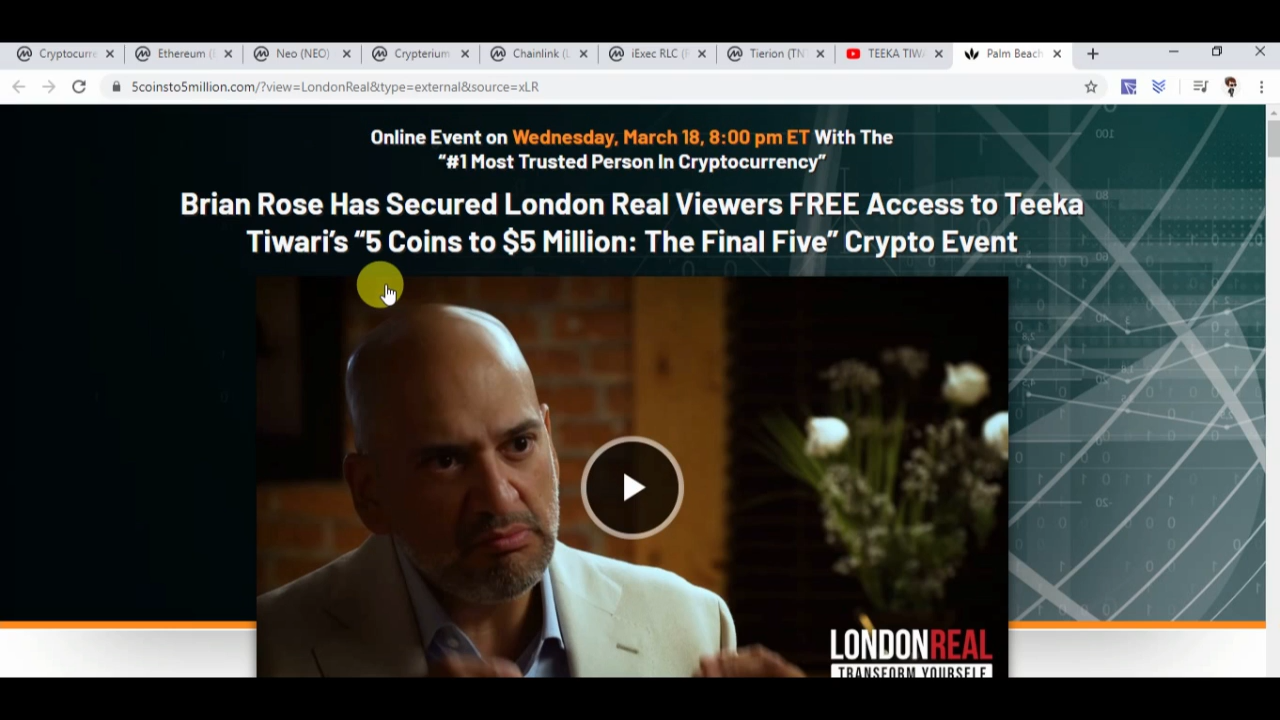 Cryptocurre
Ethereum (
Neo (NEO)
Crypterium
Chainlink (L
iExec RLC (
Tierion (TN
TEEKA TIW
Palm Beach
5coinsto5million.com/?view=LondonReal&type=external&source=xLR
Online Event on Wednesday, March 18, 8:00 pm ET With The
“#1 Most Trusted Person In Cryptocurrency”
Brian Rose Has Secured London Real Viewers FREE Access to Teeka
Tiwari’s “5 Coins to $5 Million: The Final Five” Crypto Event
LONDONREAL
TRANSFORM YOURSELF